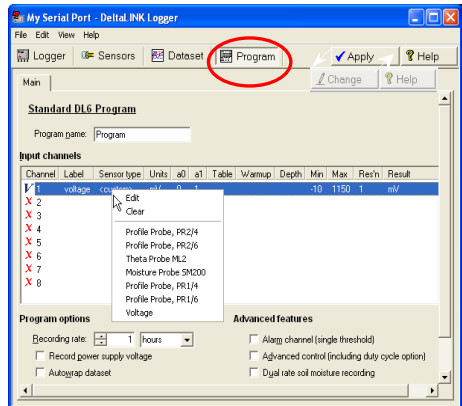 My Serial Port - DeltaLINK Logger
File Edit View Help
Logger Sensors Dataset Program Apply ? Help
Main Change ? Help
Standard DL6 Program
Program name: Program
Input channels
Channel Label Sensor type Units a0 a1 Table Warmup Depth Min Max Res'n Result
V 1 voltage <custom> mV 0 1 -10 1150 1 mV
X 2
X 3
X 4
X 5
X 6
X 7
X 8
Edit
Clear
Profile Probe, PR2/4
Profile Probe, PR2/6
Theta Probe ML2
Moisture Probe SM200
Profile Probe, PR1/4
Profile Probe, PR1/6
Voltage
Program options
Recording rate: 1 hours
Record power supply voltage
Autowrap dataset
Advanced features
Alarm channel (single threshold)
Advanced control (including duty cycle option)
Dual rate soil moisture recording